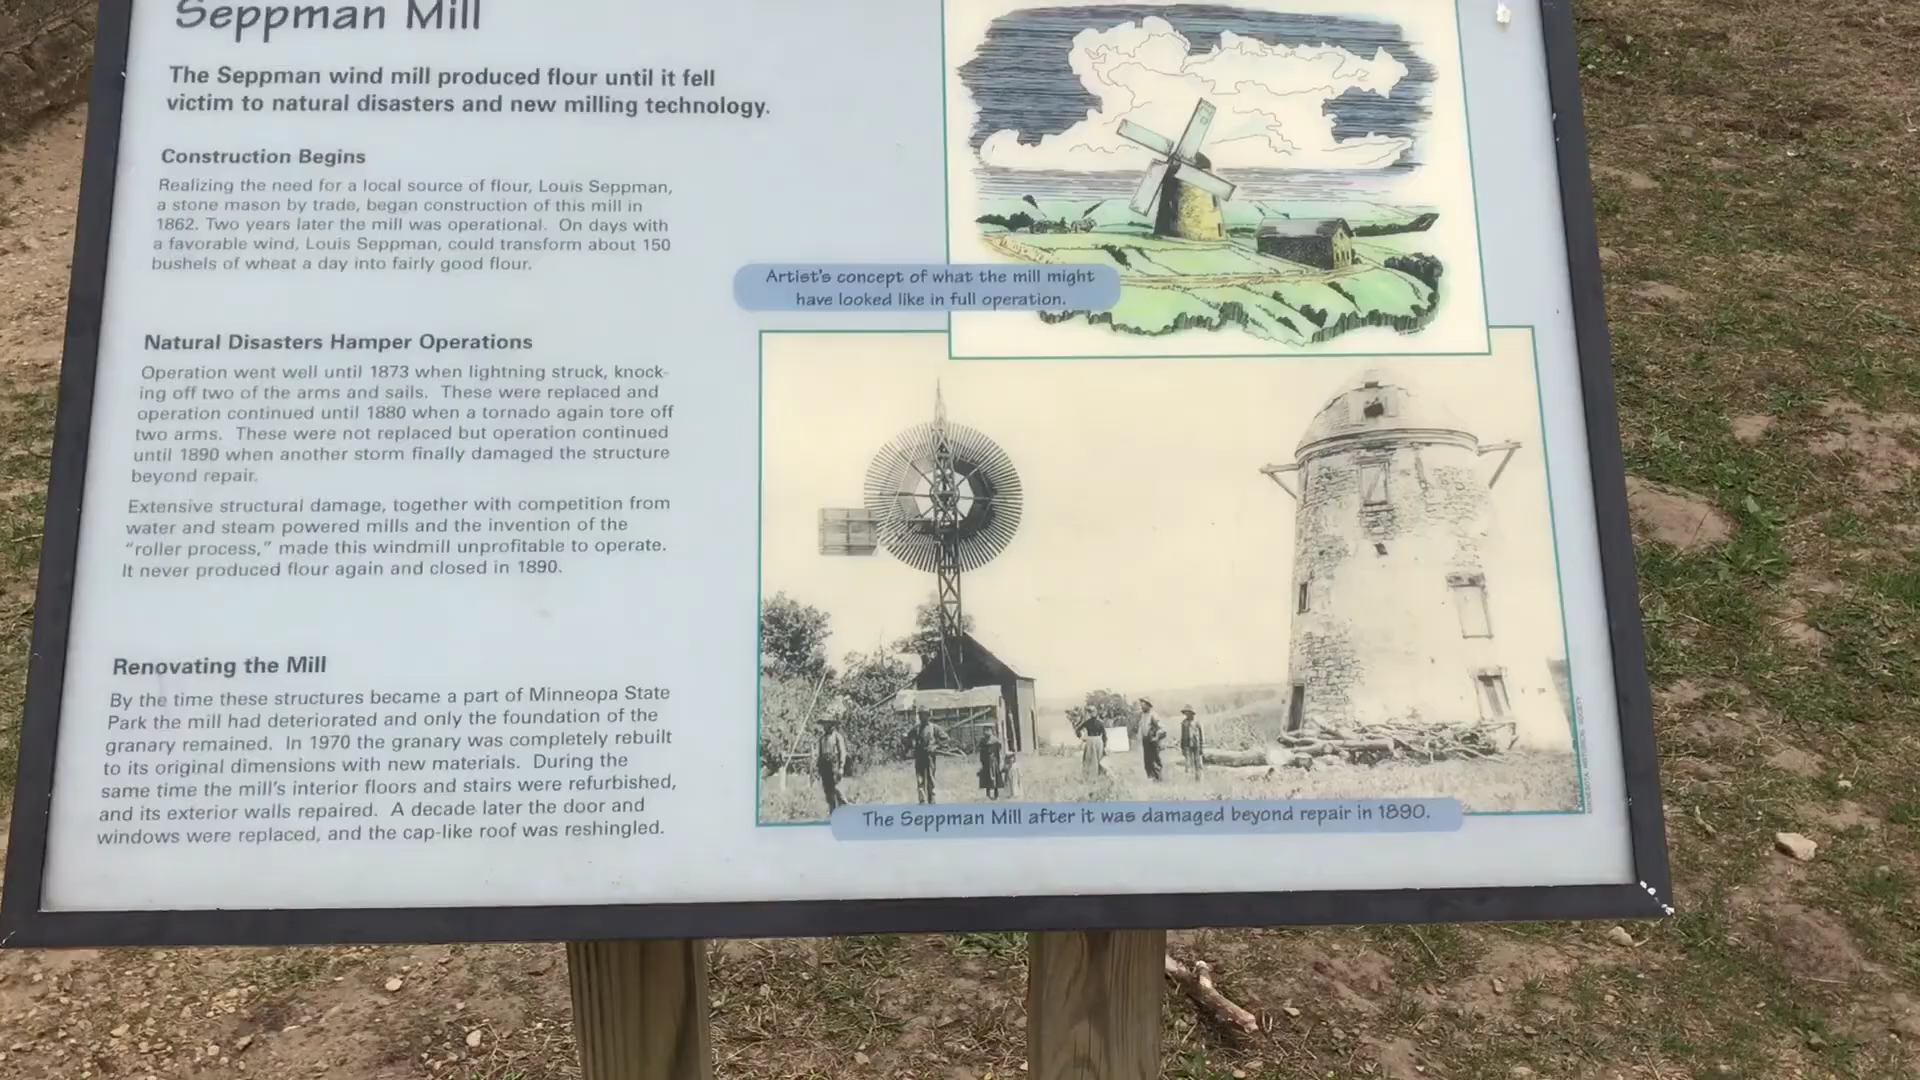 Seppman Mill
The Seppman wind mill produced flour until it fell
victim to natural disasters and new milling technology.
Construction Begins
Realizing the need for a local source of flour, Louis Seppman,
a stone mason by trade, began construction of this mill in
1862. Two years later the mill was operational. On days with
a favorable wind, Louis Seppman, could transform about 150
bushels of wheat a day into fairly good flour.
Natural Disasters Hamper Operations
Operation went well until 1873 when lightning struck, knock-
ing off two of the arms and sails. These were replaced and
operation continued until 1880 when a tornado again tore off
two arms. These were not replaced but operation continued
until 1890 when another storm finally damaged the structure
beyond repair.
Extensive structural damage, together with competition from
water and steam powered mills and the invention of the
“roller process,” made this windmill unprofitable to operate.
It never produced flour again and closed in 1890.
Renovating the Mill
By the time these structures became a part of Minneopa State
Park the mill had deteriorated and only the foundation of the
granary remained. In 1970 the granary was completely rebuilt
to its original dimensions with new materials. During the
same time the mill's interior floors and stairs were refurbished,
and its exterior walls repaired. A decade later the door and
windows were replaced, and the cap-like roof was reshingled.
Artist's concept of what the mill might
have looked like in full operation.
The Seppman Mill after it was damaged beyond repair in 1890.
MINNESOTA HISTORICAL SOCIETY